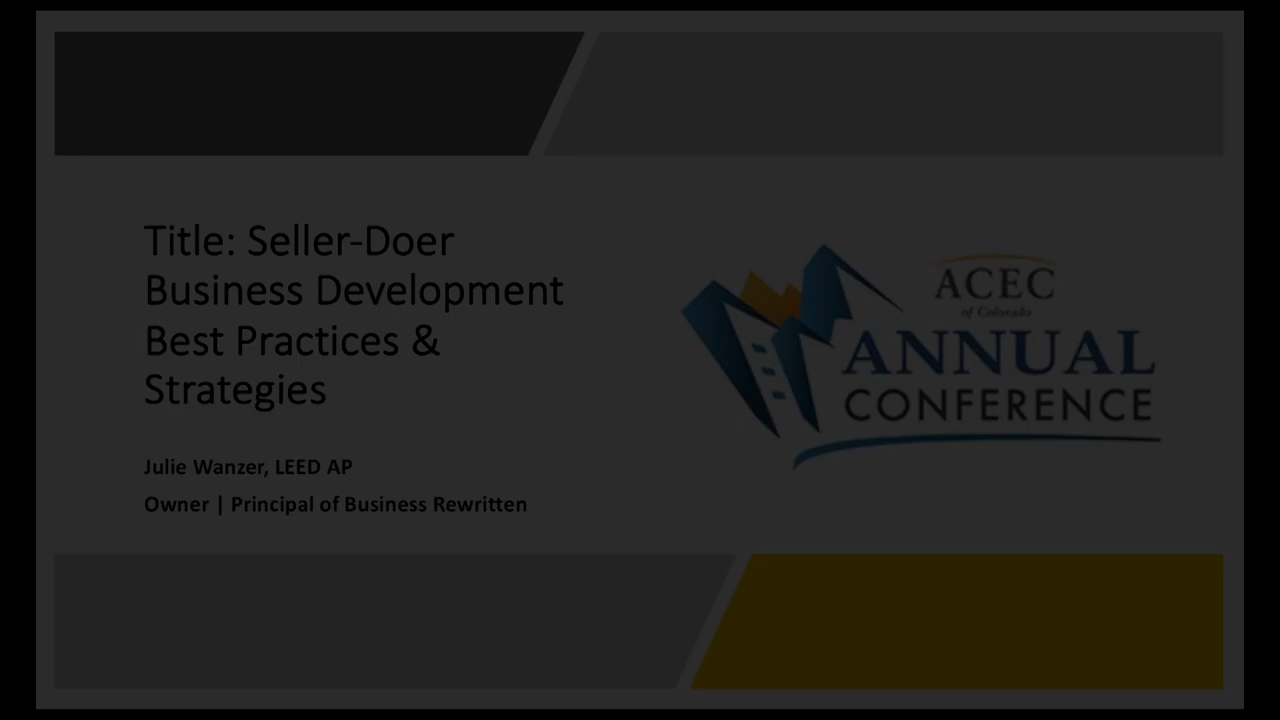 Title: Seller-Doer
Business Development
Best Practices &
Strategies
Julie Wanzer, LEED AP
Owner | Principal of Business Rewritten
ACEC
of Colorado
ANNUAL
CONFERENCE